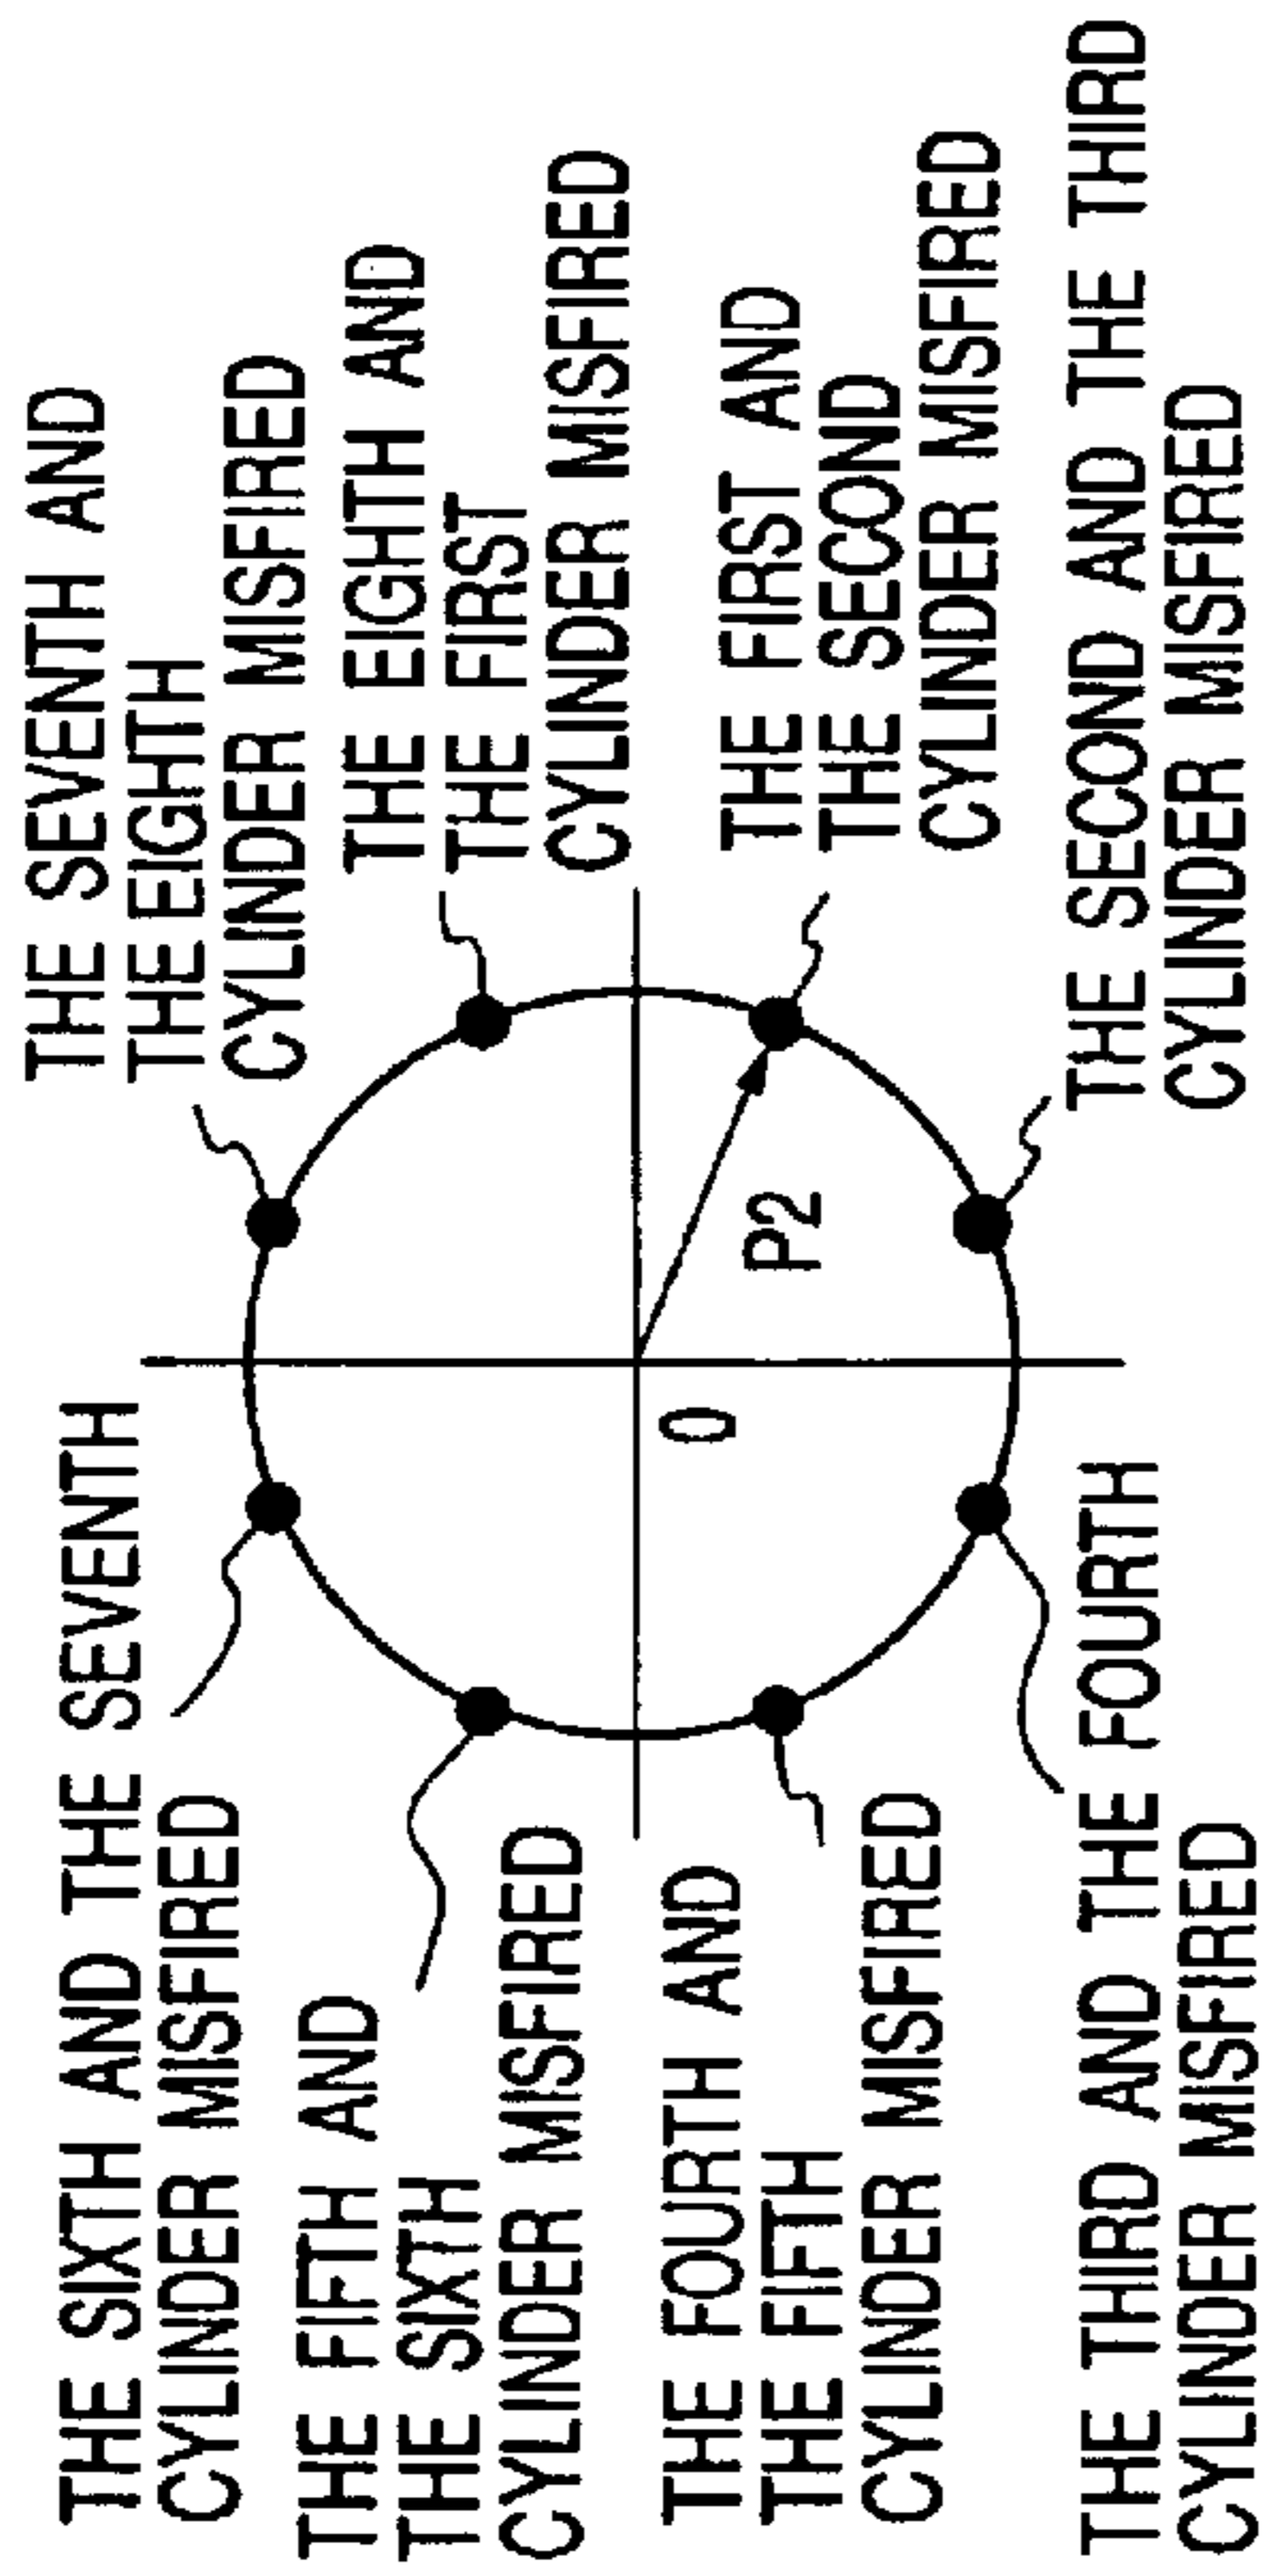 THE SEVENTH AND
THE EIGHTH
CYLINDER MISFIRED
THE EIGHTH AND
THE FIRST
CYLINDER MISFIRED
THE FIRST AND
THE SECOND
CYLINDER MISFIRED
THE SECOND AND THE THIRD
CYLINDER MISFIRED
THE THIRD AND THE FOURTH
CYLINDER MISFIRED
THE FOURTH AND
THE FIFTH
CYLINDER MISFIRED
THE FIFTH AND
THE SIXTH
CYLINDER MISFIRED
THE SIXTH AND THE SEVENTH
CYLINDER MISFIRED
O
P2